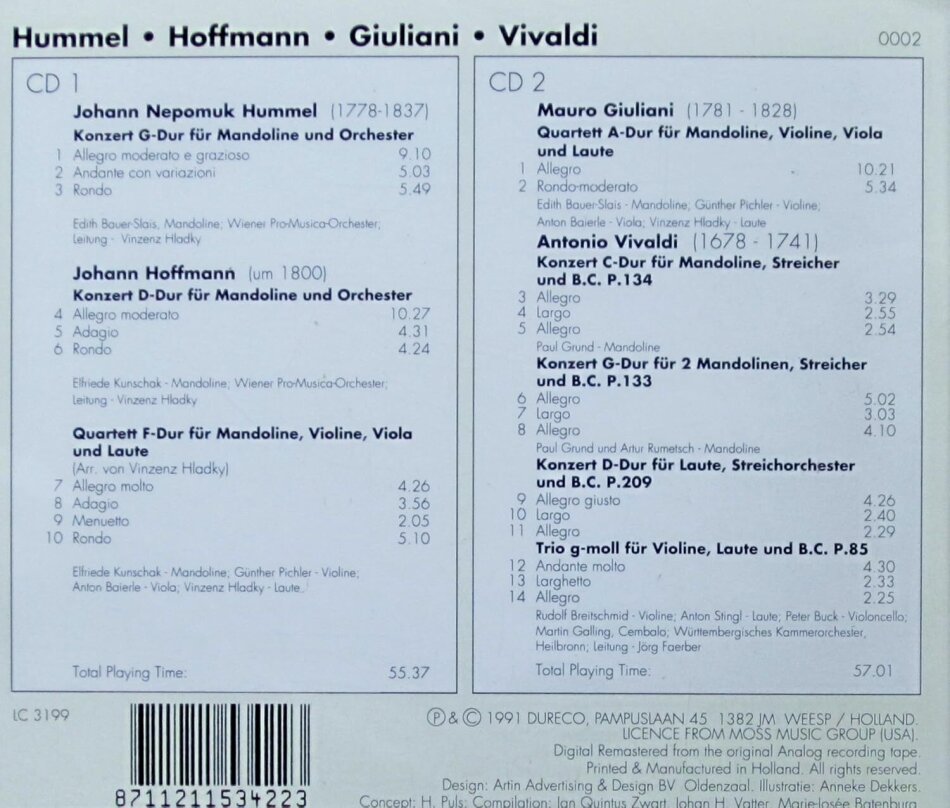 Hummel • Hoffmann • Giuliani • Vivaldi
0002
CD 1
Johann Nepomuk Hummel (1778-1837)
Konzert G-Dur für Mandoline und Orchester
1 Allegro moderato e grazioso 9.10
2 Andante con variazioni 5.03
3 Rondo 5.49
Edith Bauer-Slais, Mandoline; Wiener Pro-Musica-Orchester;
Leitung - Vinzenz Hladky
Johann Hoffmann (um 1800)
Konzert D-Dur für Mandoline und Orchester
4 Allegro moderato 10.27
5 Adagio 4.31
6 Rondo 4.24
Elfriede Kunschak - Mandoline; Wiener Pro-Musica-Orchester;
Leitung - Vinzenz Hladky
Quartett F-Dur für Mandoline, Violine, Viola
und Laute
(Arr. von Vinzenz Hladky)
7 Allegro molto 4.26
8 Adagio 3.56
9 Menuetto 2.05
10 Rondo 5.10
Elfriede Kunschak - Mandoline; Günther Pichler - Violine;
Anton Baierle - Viola; Vinzenz Hladky - Laute
Total Playing Time: 55.37
CD 2
Mauro Giuliani (1781 - 1828)
Quartett A-Dur für Mandoline, Violine, Viola
und Laute
1 Allegro 10.21
2 Rondo-moderato 5.34
Edith Bauer-Slais - Mandoline; Günther Pichler - Violine;
Anton Baierle - Viola; Vinzenz Hladky - Laute
Antonio Vivaldi (1678 - 1741)
Konzert C-Dur für Mandoline, Streicher
und B.C. P.134
3 Allegro 3.29
4 Largo 2.55
5 Allegro 2.54
Paul Grund - Mandoline
Konzert G-Dur für 2 Mandolinen, Streicher
und B.C. P.133
6 Allegro 5.02
7 Largo 3.03
8 Allegro 4.10
Paul Grund und Artur Rumetsch - Mandoline
Konzert D-Dur für Laute, Streichorchester
und B.C. P.209
9 Allegro giusto 4.26
10 Largo 2.40
11 Allegro 2.29
Trio g-moll für Violine, Laute und B.C. P.85
12 Andante molto 4.30
13 Larghetto 2.33
14 Allegro 2.25
Rudolf Breitschmid - Violine; Anton Stingl - Laute; Peter Buck - Violoncello;
Martin Galling, Cembalo; Württembergisches Kammerorchester,
Heilbronn; Leitung - Jörg Faerber
Total Playing Time: 57.01
LC 3199
8711211534223
Ⓟ & © 1991 DURECO, PAMPUSLAAN 45 1382 JM WEESP / HOLLAND.
LICENCE FROM MOSS MUSIC GROUP (USA).
Digital Remastered from the original Analog recording tape.
Printed & Manufactured in Holland. All rights reserved.
Design: Artin Advertising & Design BV Oldenzaal. Illustratie: Anneke Dekkers.
Concept: H. Puls; Compilation: Jan Quintus Zwart, Johan H. Vatter, Marie-Josée Batenburg